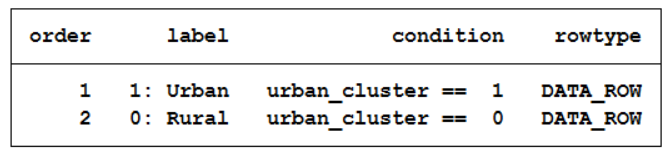 order label condition rowtype
1 1: Urban urban_cluster == 1 DATA_ROW
2 0: Rural urban_cluster == 0 DATA_ROW